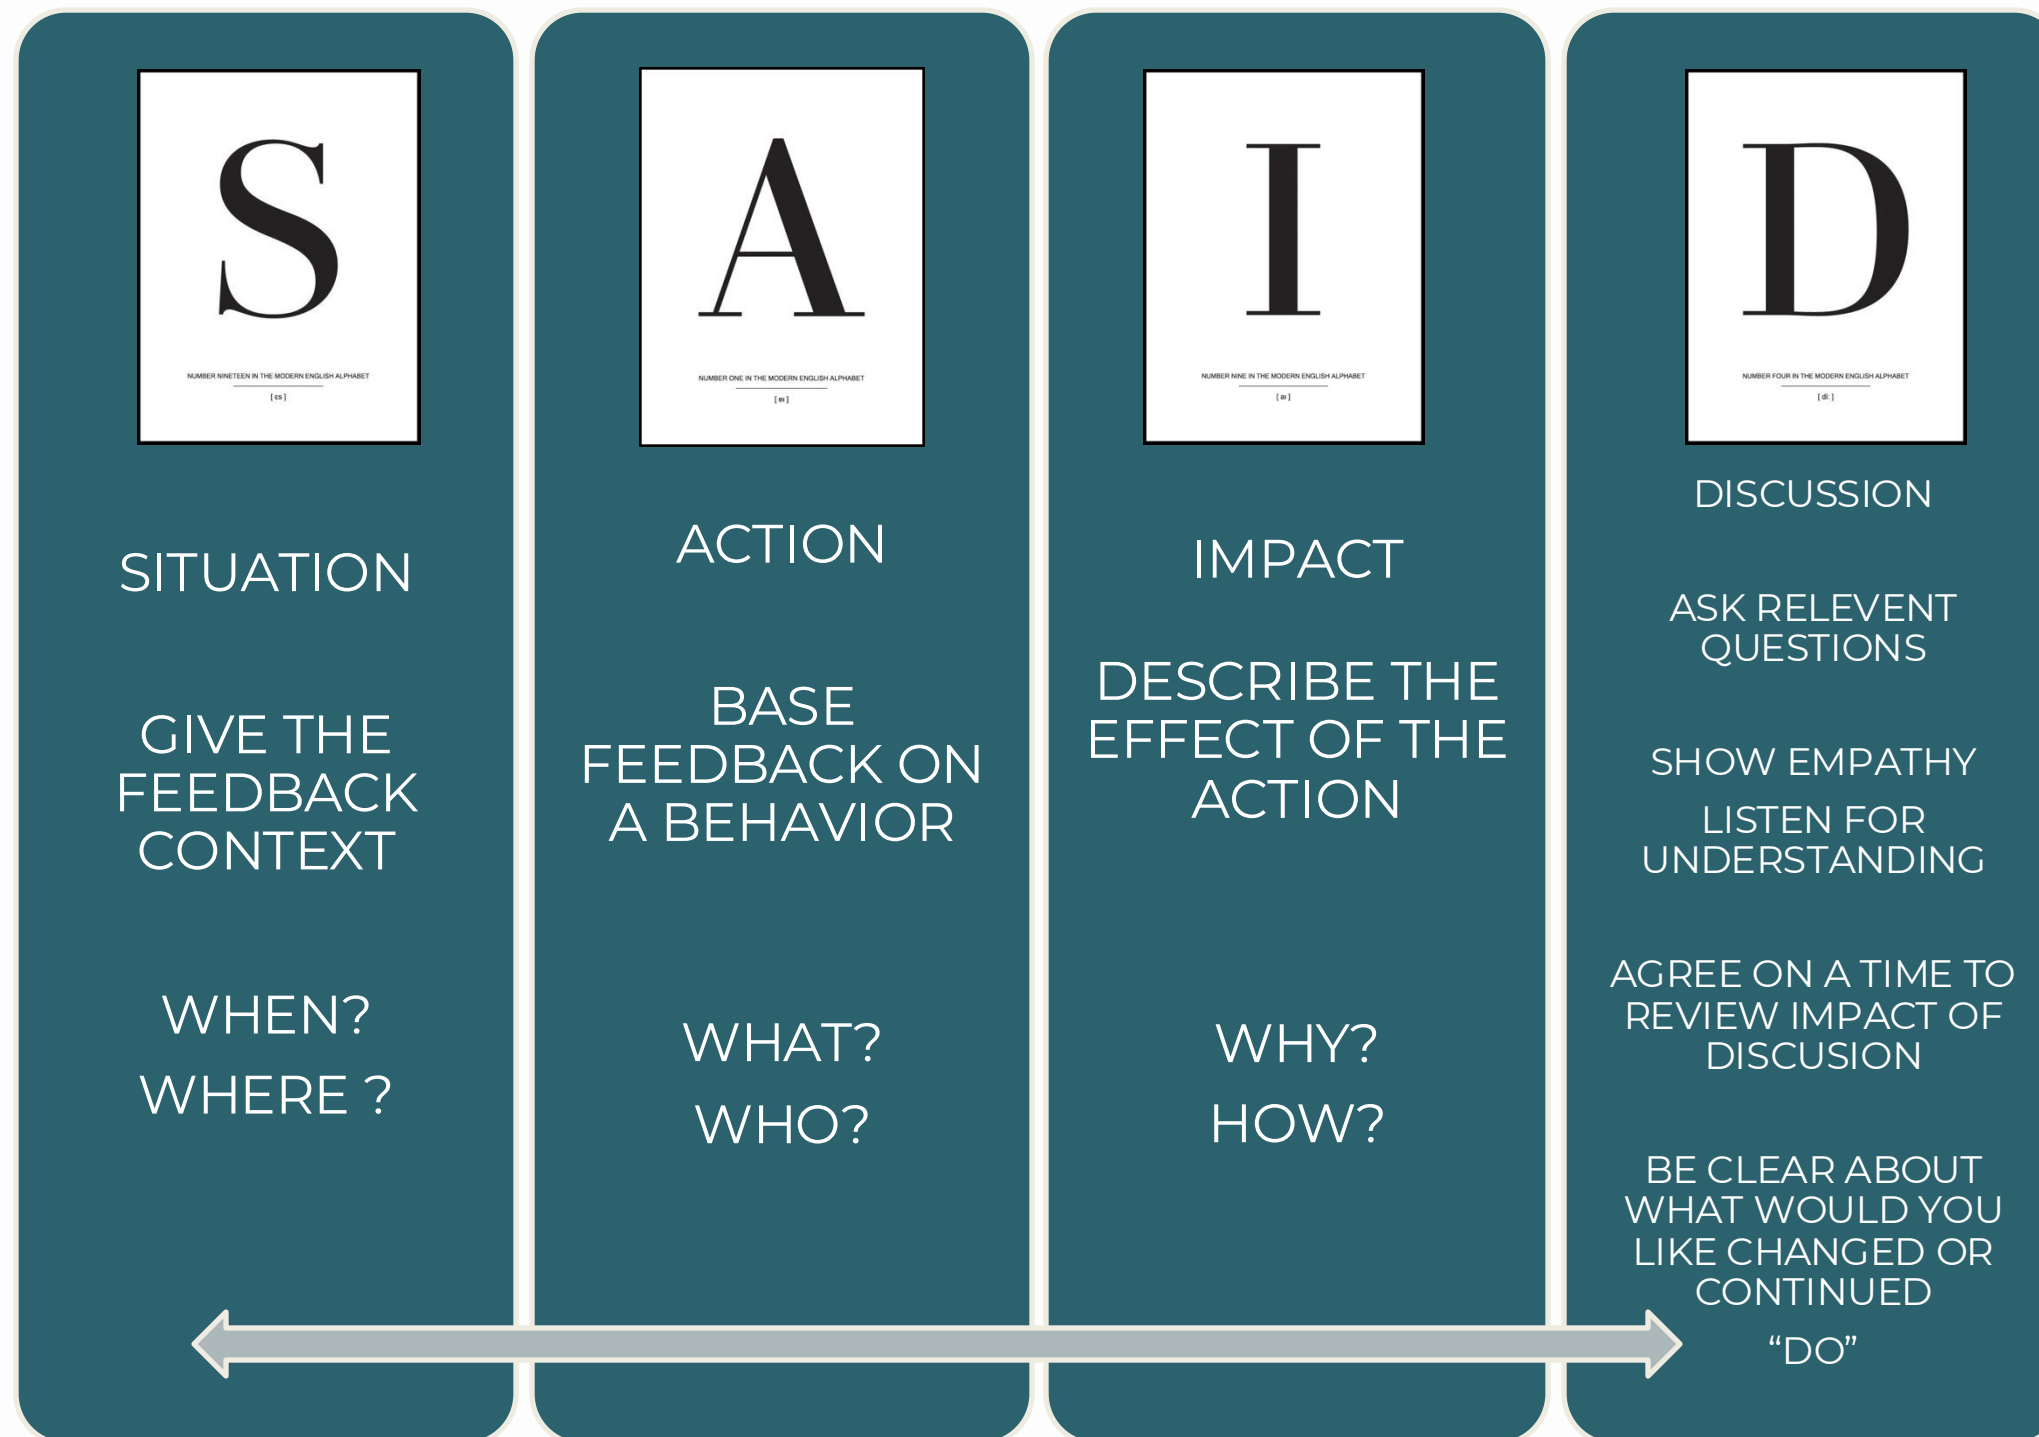 S
NUMBER NINETEEN IN THE MODERN ENGLISH ALPHABET
[ɛs]
SITUATION
GIVE THE
FEEDBACK
CONTEXT
WHEN?
WHERE ?
A
NUMBER ONE IN THE MODERN ENGLISH ALPHABET
[eı]
ACTION
BASE
FEEDBACK ON
A BEHAVIOR
WHAT?
WHO?
I
NUMBER NINE IN THE MODERN ENGLISH ALPHABET
[aı]
IMPACT
DESCRIBE THE
EFFECT OF THE
ACTION
WHY?
HOW?
D
NUMBER FOUR IN THE MODERN ENGLISH ALPHABET
[di:]
DISCUSSION
ASK RELEVENT
QUESTIONS
SHOW EMPATHY
LISTEN FOR
UNDERSTANDING
AGREE ON A TIME TO
REVIEW IMPACT OF
DISCUSION
BE CLEAR ABOUT
WHAT WOULD YOU
LIKE CHANGED OR
CONTINUED
“DO”